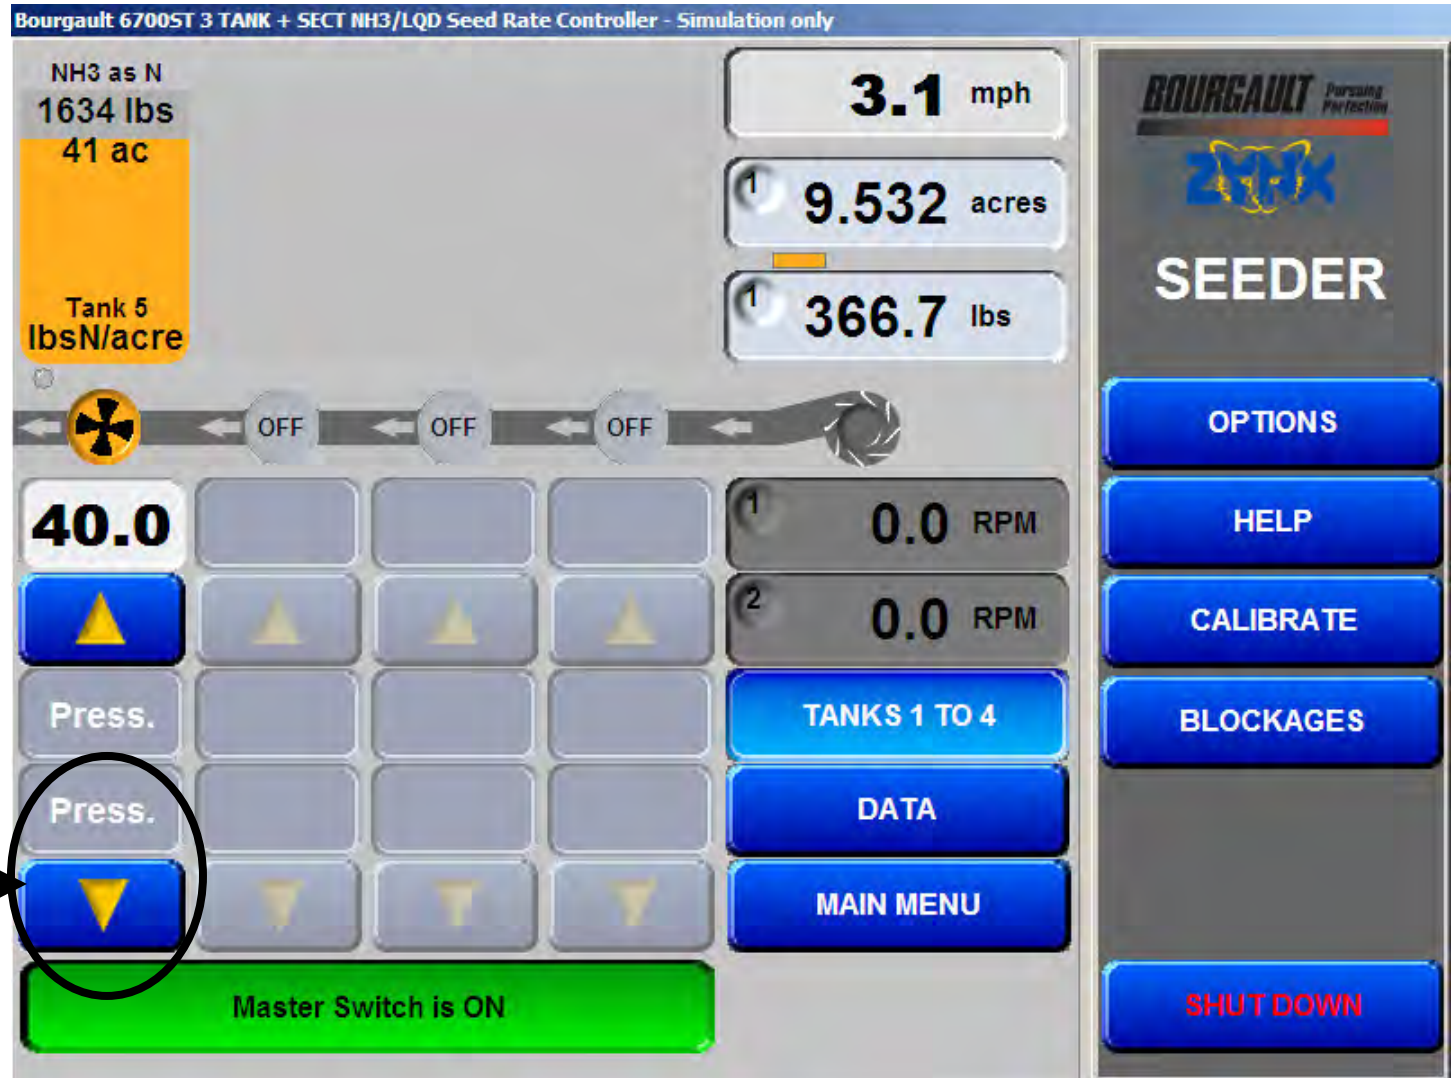 Bourgault 6700ST 3 TANK + SECT NH3/LQD Seed Rate Controller - Simulation only
NH3 as N
1634 lbs
41 ac
Tank 5
lbsN/acre
3.1 mph
1 9.532 acres
1 366.7 lbs
OFF OFF OFF
40.0
1 0.0 RPM
2 0.0 RPM
Press.
TANKS 1 TO 4
Press.
DATA
MAIN MENU
Master Switch is ON
BOURGAULT Pursuing
Perfection
ZYNX
SEEDER
OPTIONS
HELP
CALIBRATE
BLOCKAGES
SHUT DOWN